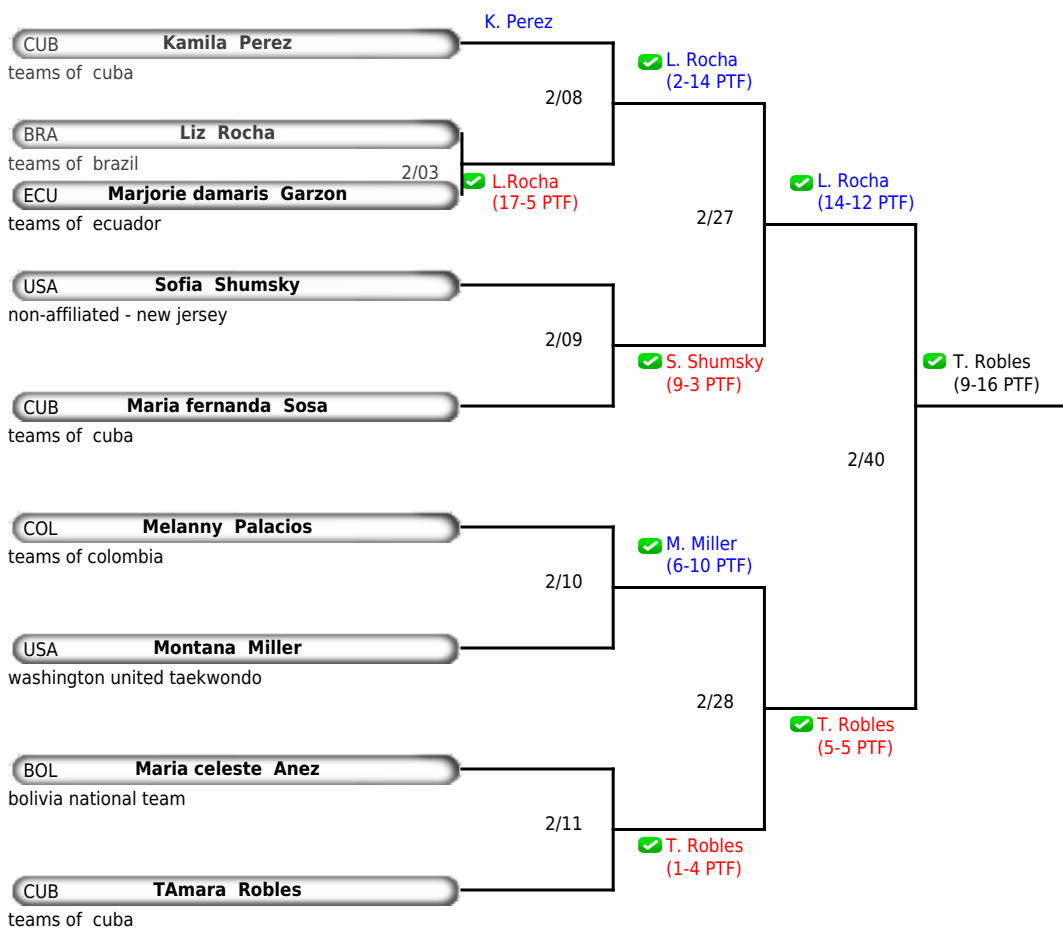 K. Perez
CUB Kamila Perez
teams of cuba
L. Rocha
(2-14 PTF)
2/08
BRA Liz Rocha
teams of brazil
2/03
L.Rocha
(17-5 PTF)
ECU Marjorie damaris Garzon
teams of ecuador
L. Rocha
(14-12 PTF)
2/27
USA Sofia Shumsky
non-affiliated - new jersey
2/09
S. Shumsky
(9-3 PTF)
T. Robles
(9-16 PTF)
CUB Maria fernanda Sosa
teams of cuba
2/40
COL Melanny Palacios
teams of colombia
M. Miller
(6-10 PTF)
2/10
USA Montana Miller
washington united taekwondo
2/28
T. Robles
(5-5 PTF)
BOL Maria celeste Anez
bolivia national team
2/11
T. Robles
(1-4 PTF)
CUB TAmara Robles
teams of cuba